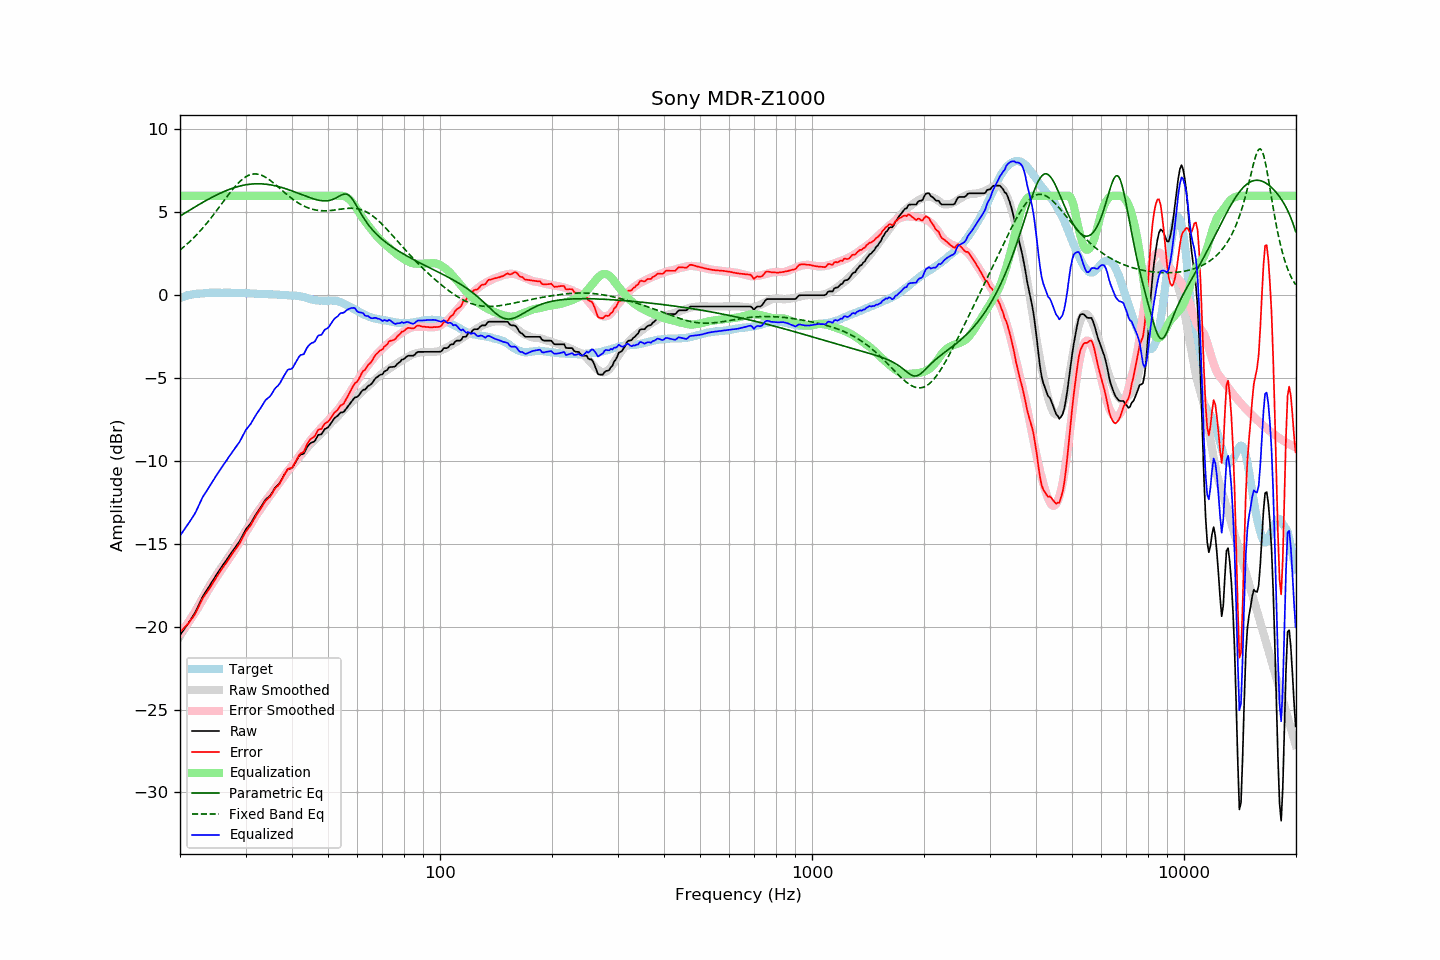 Sony MDR-Z1000
Amplitude (dBr)
10
5
0
−5
−10
−15
−20
−25
−30
Target
Raw Smoothed
Error Smoothed
Raw
Error
Equalization
Parametric Eq
Fixed Band Eq
Equalized
100
1000
10000
Frequency (Hz)